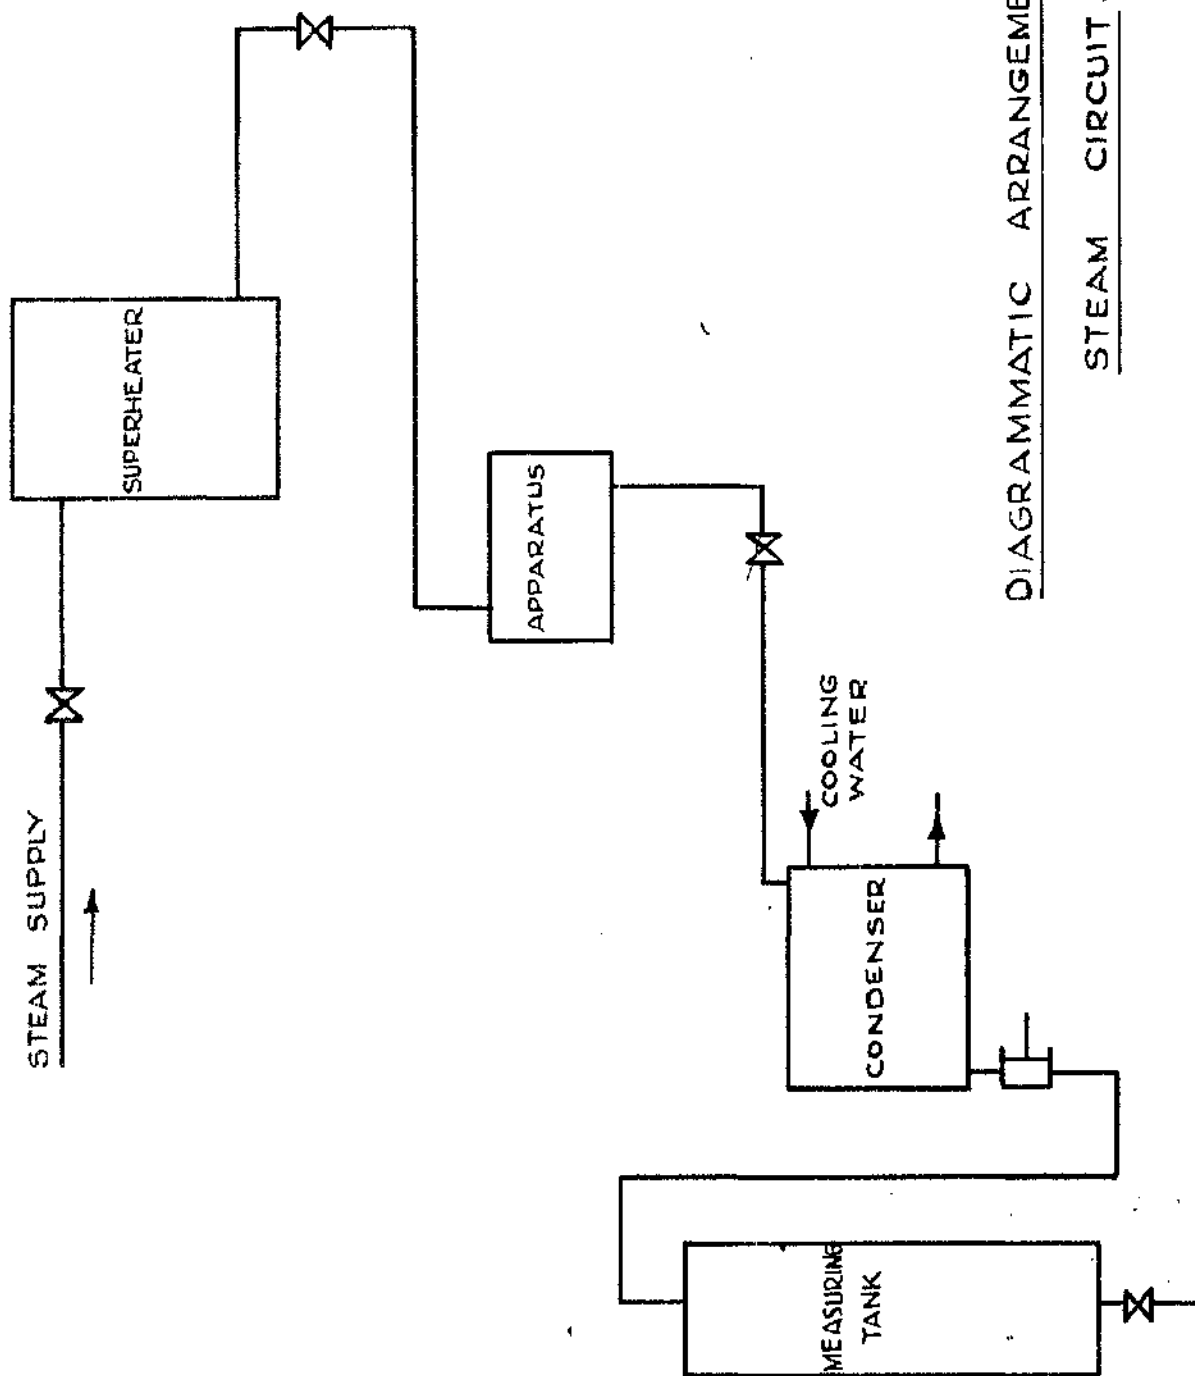 STEAM SUPPLY
SUPERHEATER
APPARATUS
COOLING
WATER
CONDENSER
MEASURING
TANK
DIAGRAMMATIC ARRANGEME
STEAM CIRCUIT